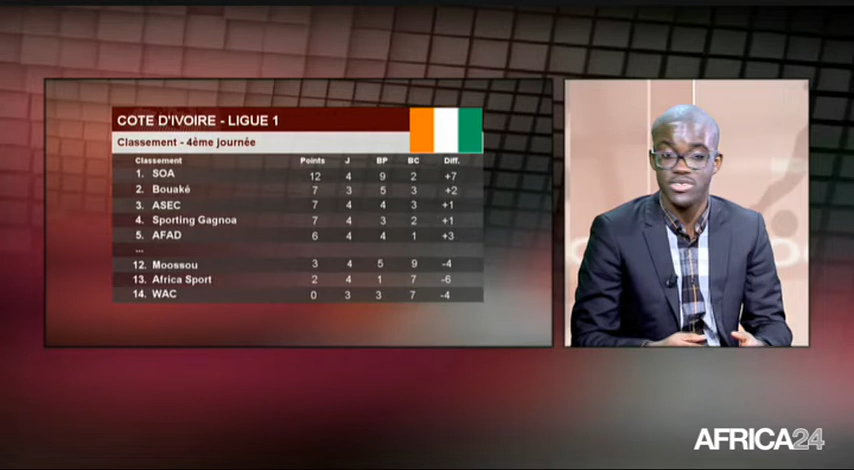 COTE D'IVOIRE - LIGUE 1
Classement - 4ème journée
Classement Points J BP BC Diff.
1. SOA 12 4 9 2 +7
2. Bouaké 7 3 5 3 +2
3. ASEC 7 4 4 3 +1
4. Sporting Gagnoa 7 4 3 2 +1
5. AFAD 6 4 4 1 +3
...
12. Moossou 3 4 5 9 -4
13. Africa Sport 2 4 1 7 -6
14. WAC 0 3 3 7 -4
AFRICA24